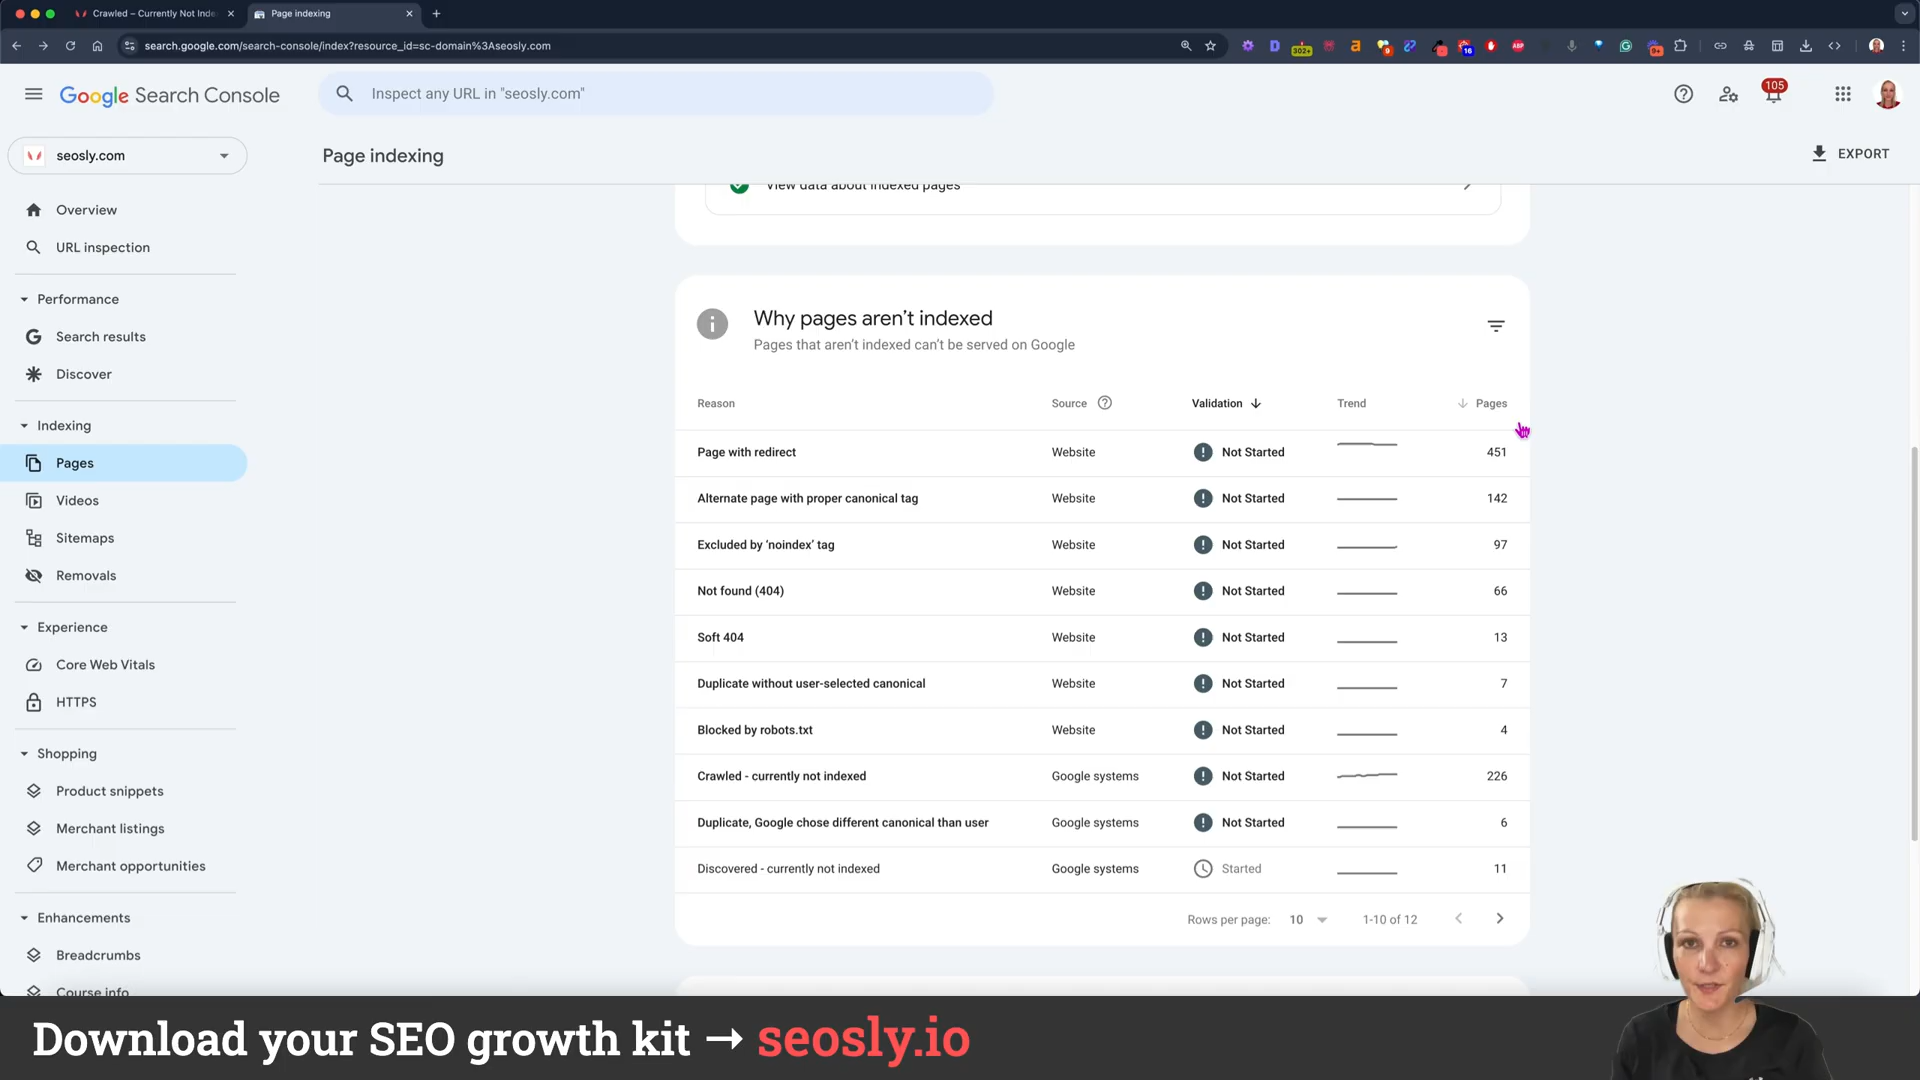 Crawled – Currently Not Inde
Page indexing
search.google.com/search-console/index?resource_id=sc-domain%3Aseosly.com
302+
9
16
ABP
9+
Google Search Console
Inspect any URL in "seosly.com"
105
seosly.com
Page indexing
EXPORT
Overview
URL inspection
Performance
Search results
Discover
Indexing
Pages
Videos
Sitemaps
Removals
Experience
Core Web Vitals
HTTPS
Shopping
Product snippets
Merchant listings
Merchant opportunities
Enhancements
Breadcrumbs
Course info
View data about indexed pages
Why pages aren’t indexed
Pages that aren’t indexed can’t be served on Google
Reason Source Validation Trend Pages
Page with redirect Website Not Started 451
Alternate page with proper canonical tag Website Not Started 142
Excluded by ‘noindex’ tag Website Not Started 97
Not found (404) Website Not Started 66
Soft 404 Website Not Started 13
Duplicate without user-selected canonical Website Not Started 7
Blocked by robots.txt Website Not Started 4
Crawled - currently not indexed Google systems Not Started 226
Duplicate, Google chose different canonical than user Google systems Not Started 6
Discovered - currently not indexed Google systems Started 11
Rows per page: 10 1-10 of 12
Download your SEO growth kit → seosly.io